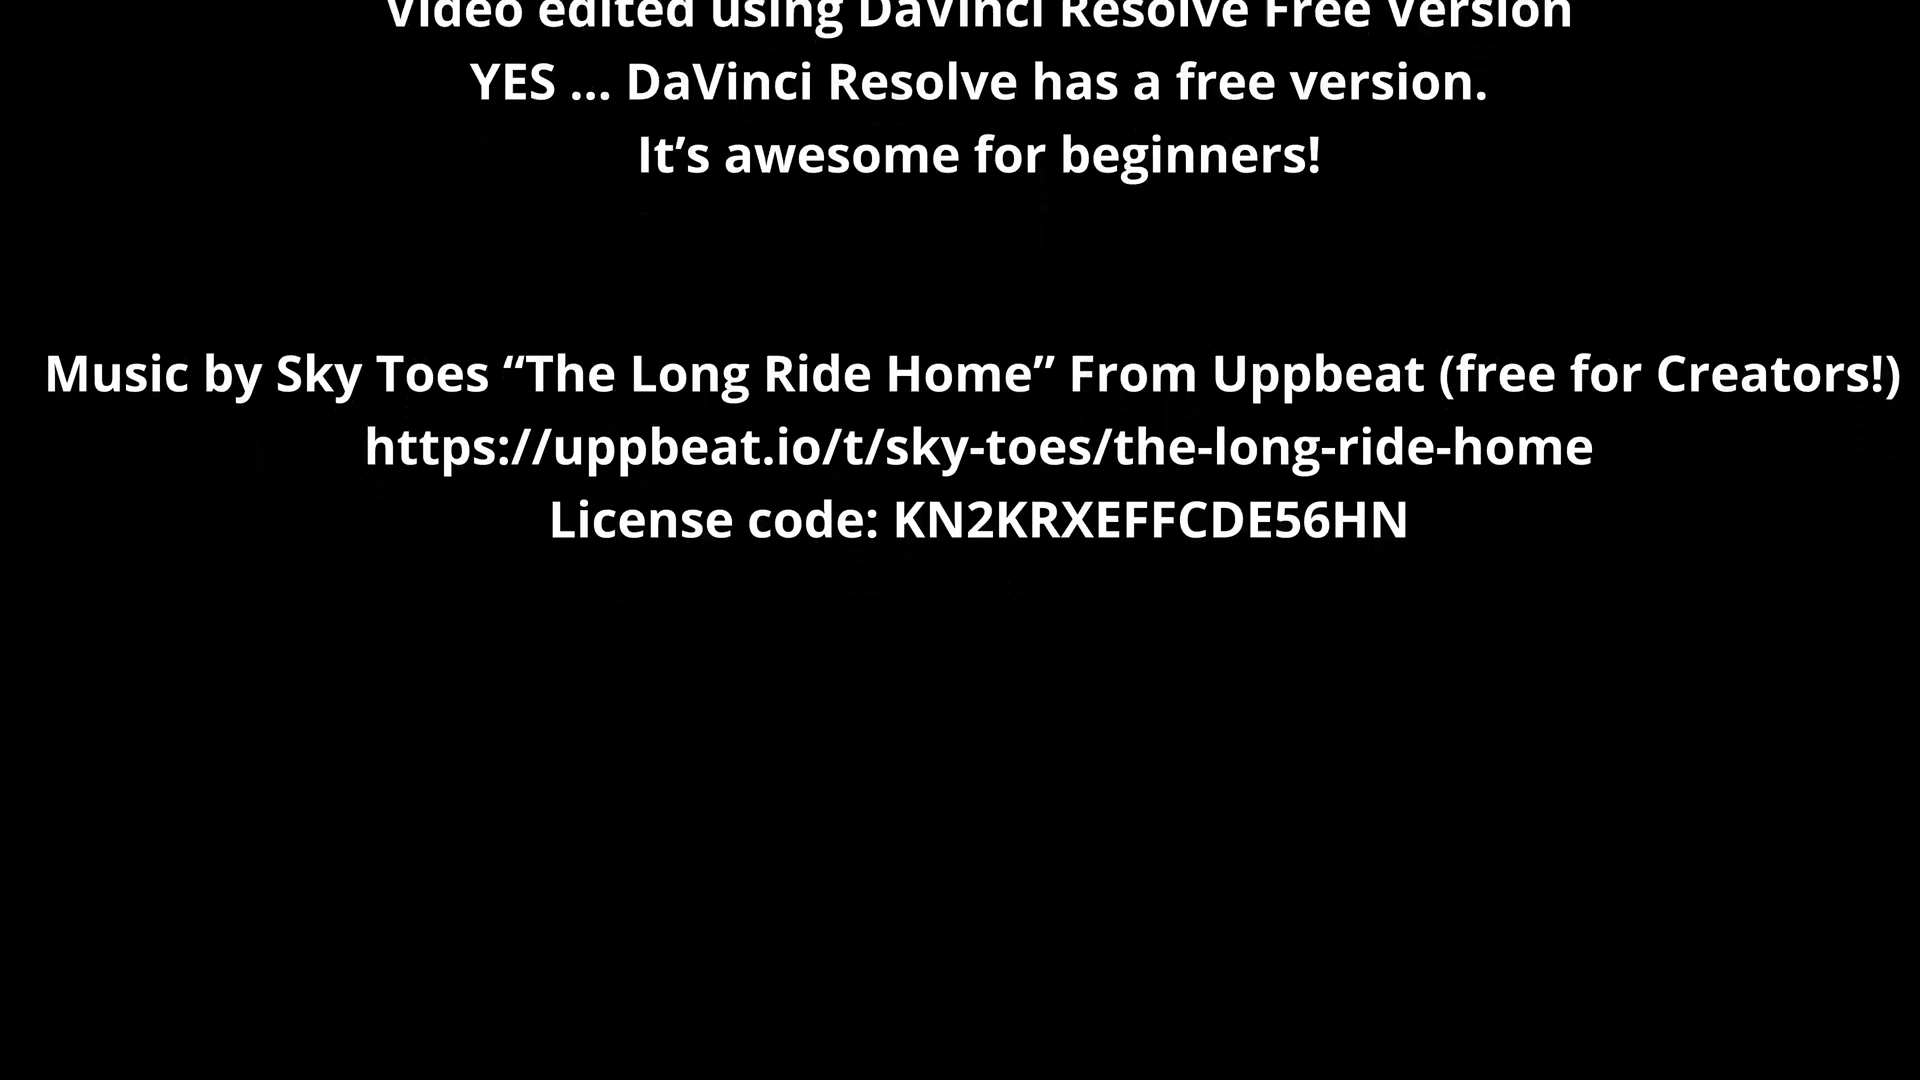 Video edited using DaVinci Resolve Free Version
YES ... DaVinci Resolve has a free version.
It’s awesome for beginners!
Music by Sky Toes “The Long Ride Home” From Uppbeat (free for Creators!)
https://uppbeat.io/t/sky-toes/the-long-ride-home
License code: KN2KRXEFFCDE56HN